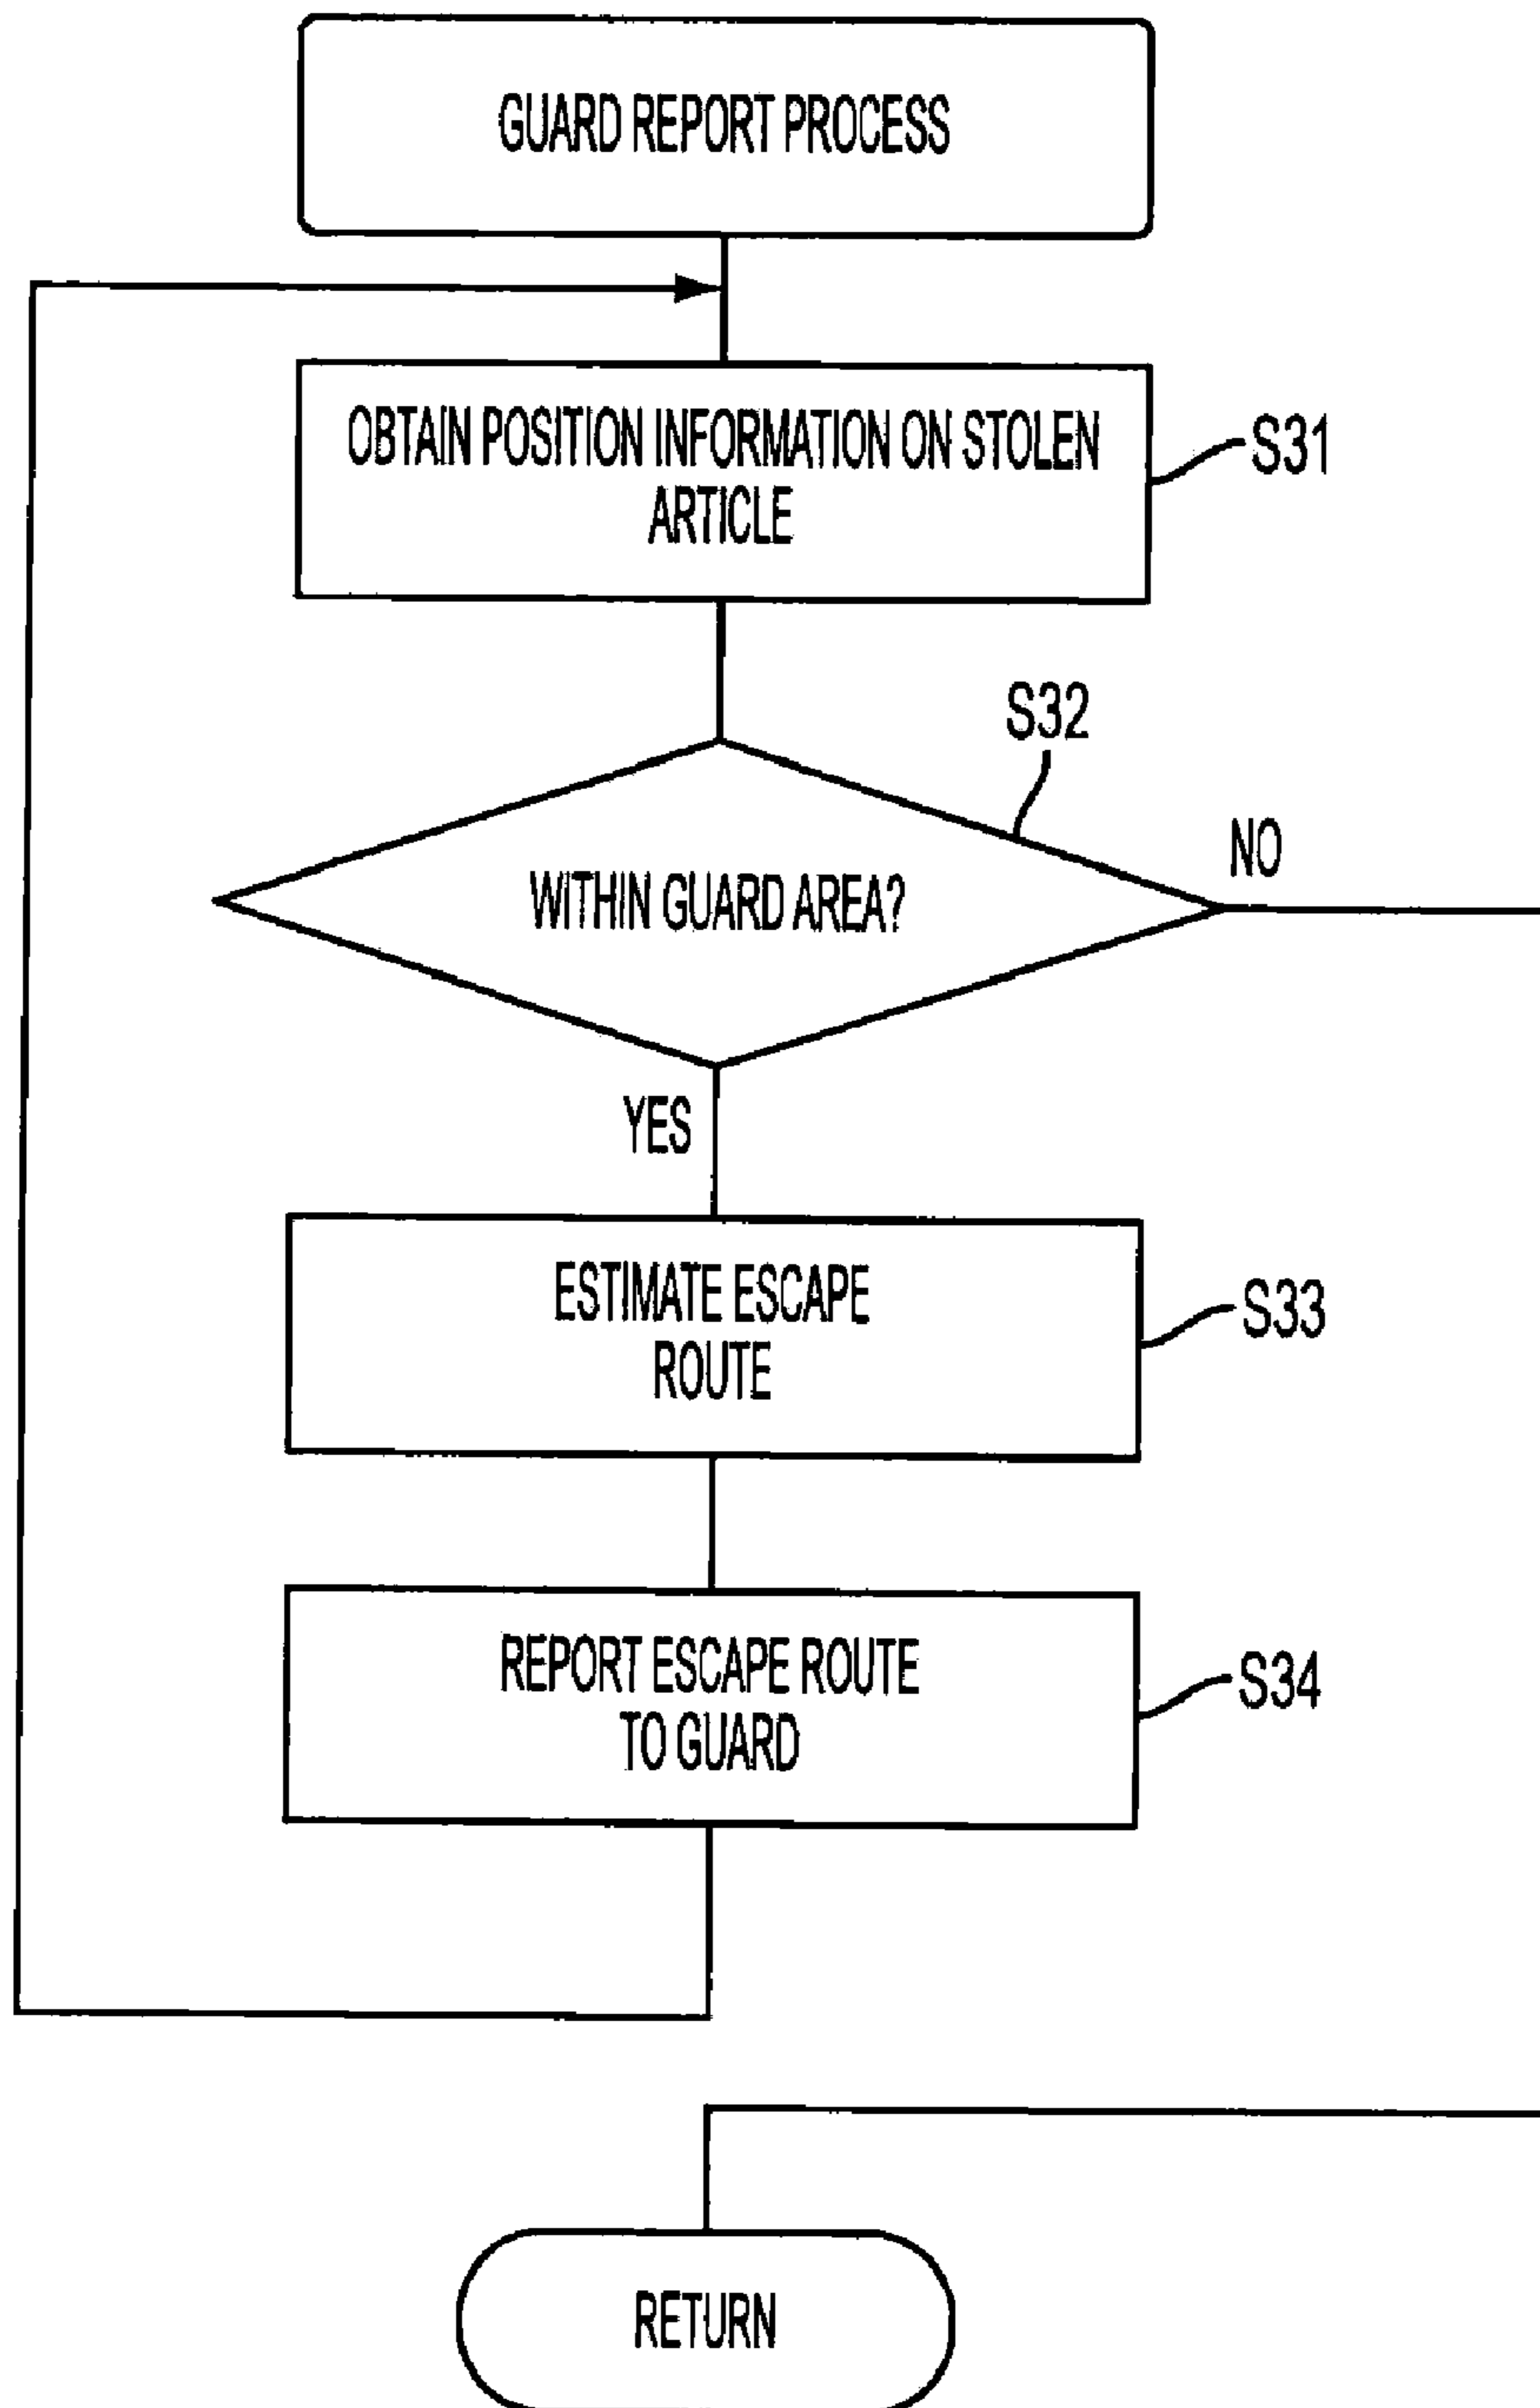 GUARD REPORT PROCESS
OBTAIN POSITION INFORMATION ON STOLEN
ARTICLE
S31
S32
NO
WITHIN GUARD AREA?
YES
ESTIMATE ESCAPE
ROUTE
S33
REPORT ESCAPE ROUTE
TO GUARD
S34
RETURN